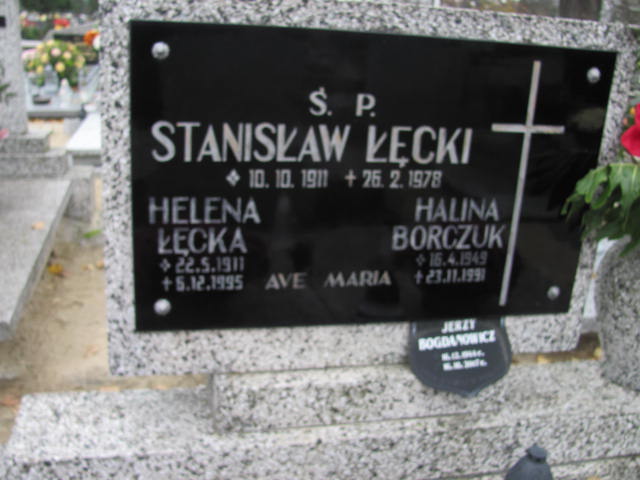 Ś. P.
STANISŁAW ŁĘCKI
10.10.1911 + 26.2.1978
HELENA
ŁĘCKA
22.5.1911
+ 5.12.1995
HALINA
BORCZUK
16.4.1949
+ 23.11.1991
AVE MARIA
JERZY
BOGDANOWICZ